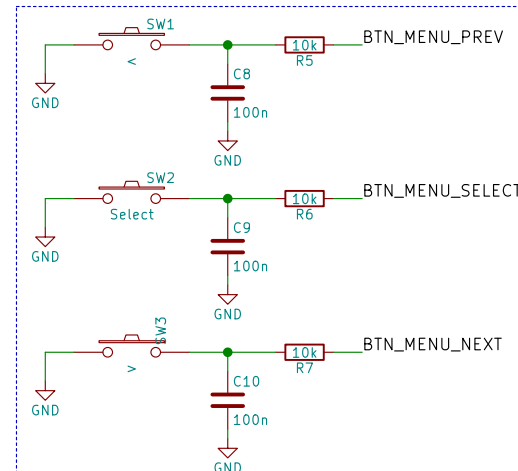 SW1
<
GND
C8
100n
GND
10k
R5
BTN_MENU_PREV
SW2
Select
GND
C9
100n
GND
10k
R6
BTN_MENU_SELECT
SW3
>
GND
C10
100n
GND
10k
R7
BTN_MENU_NEXT